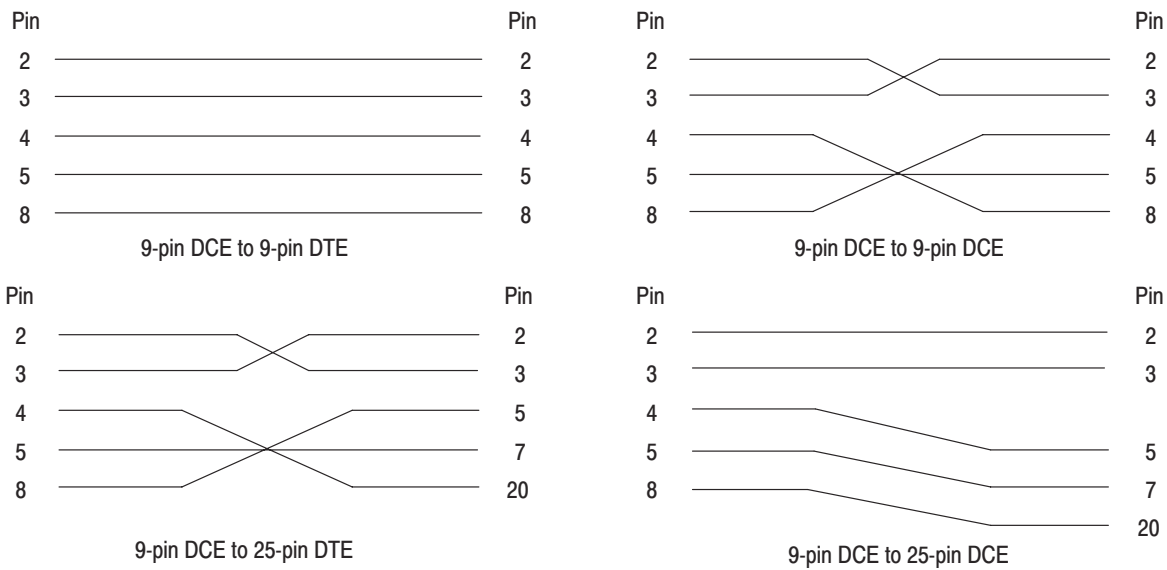 Pin Pin
2 2
3 3
4 4
5 5
8 8
9-pin DCE to 9-pin DTE
Pin Pin
2 2
3 3
4 4
5 5
8 8
9-pin DCE to 9-pin DCE
Pin Pin
2 2
3 3
4 5
5 7
8 20
9-pin DCE to 25-pin DTE
Pin Pin
2 2
3 3
4
5 5
8 7
20
9-pin DCE to 25-pin DCE